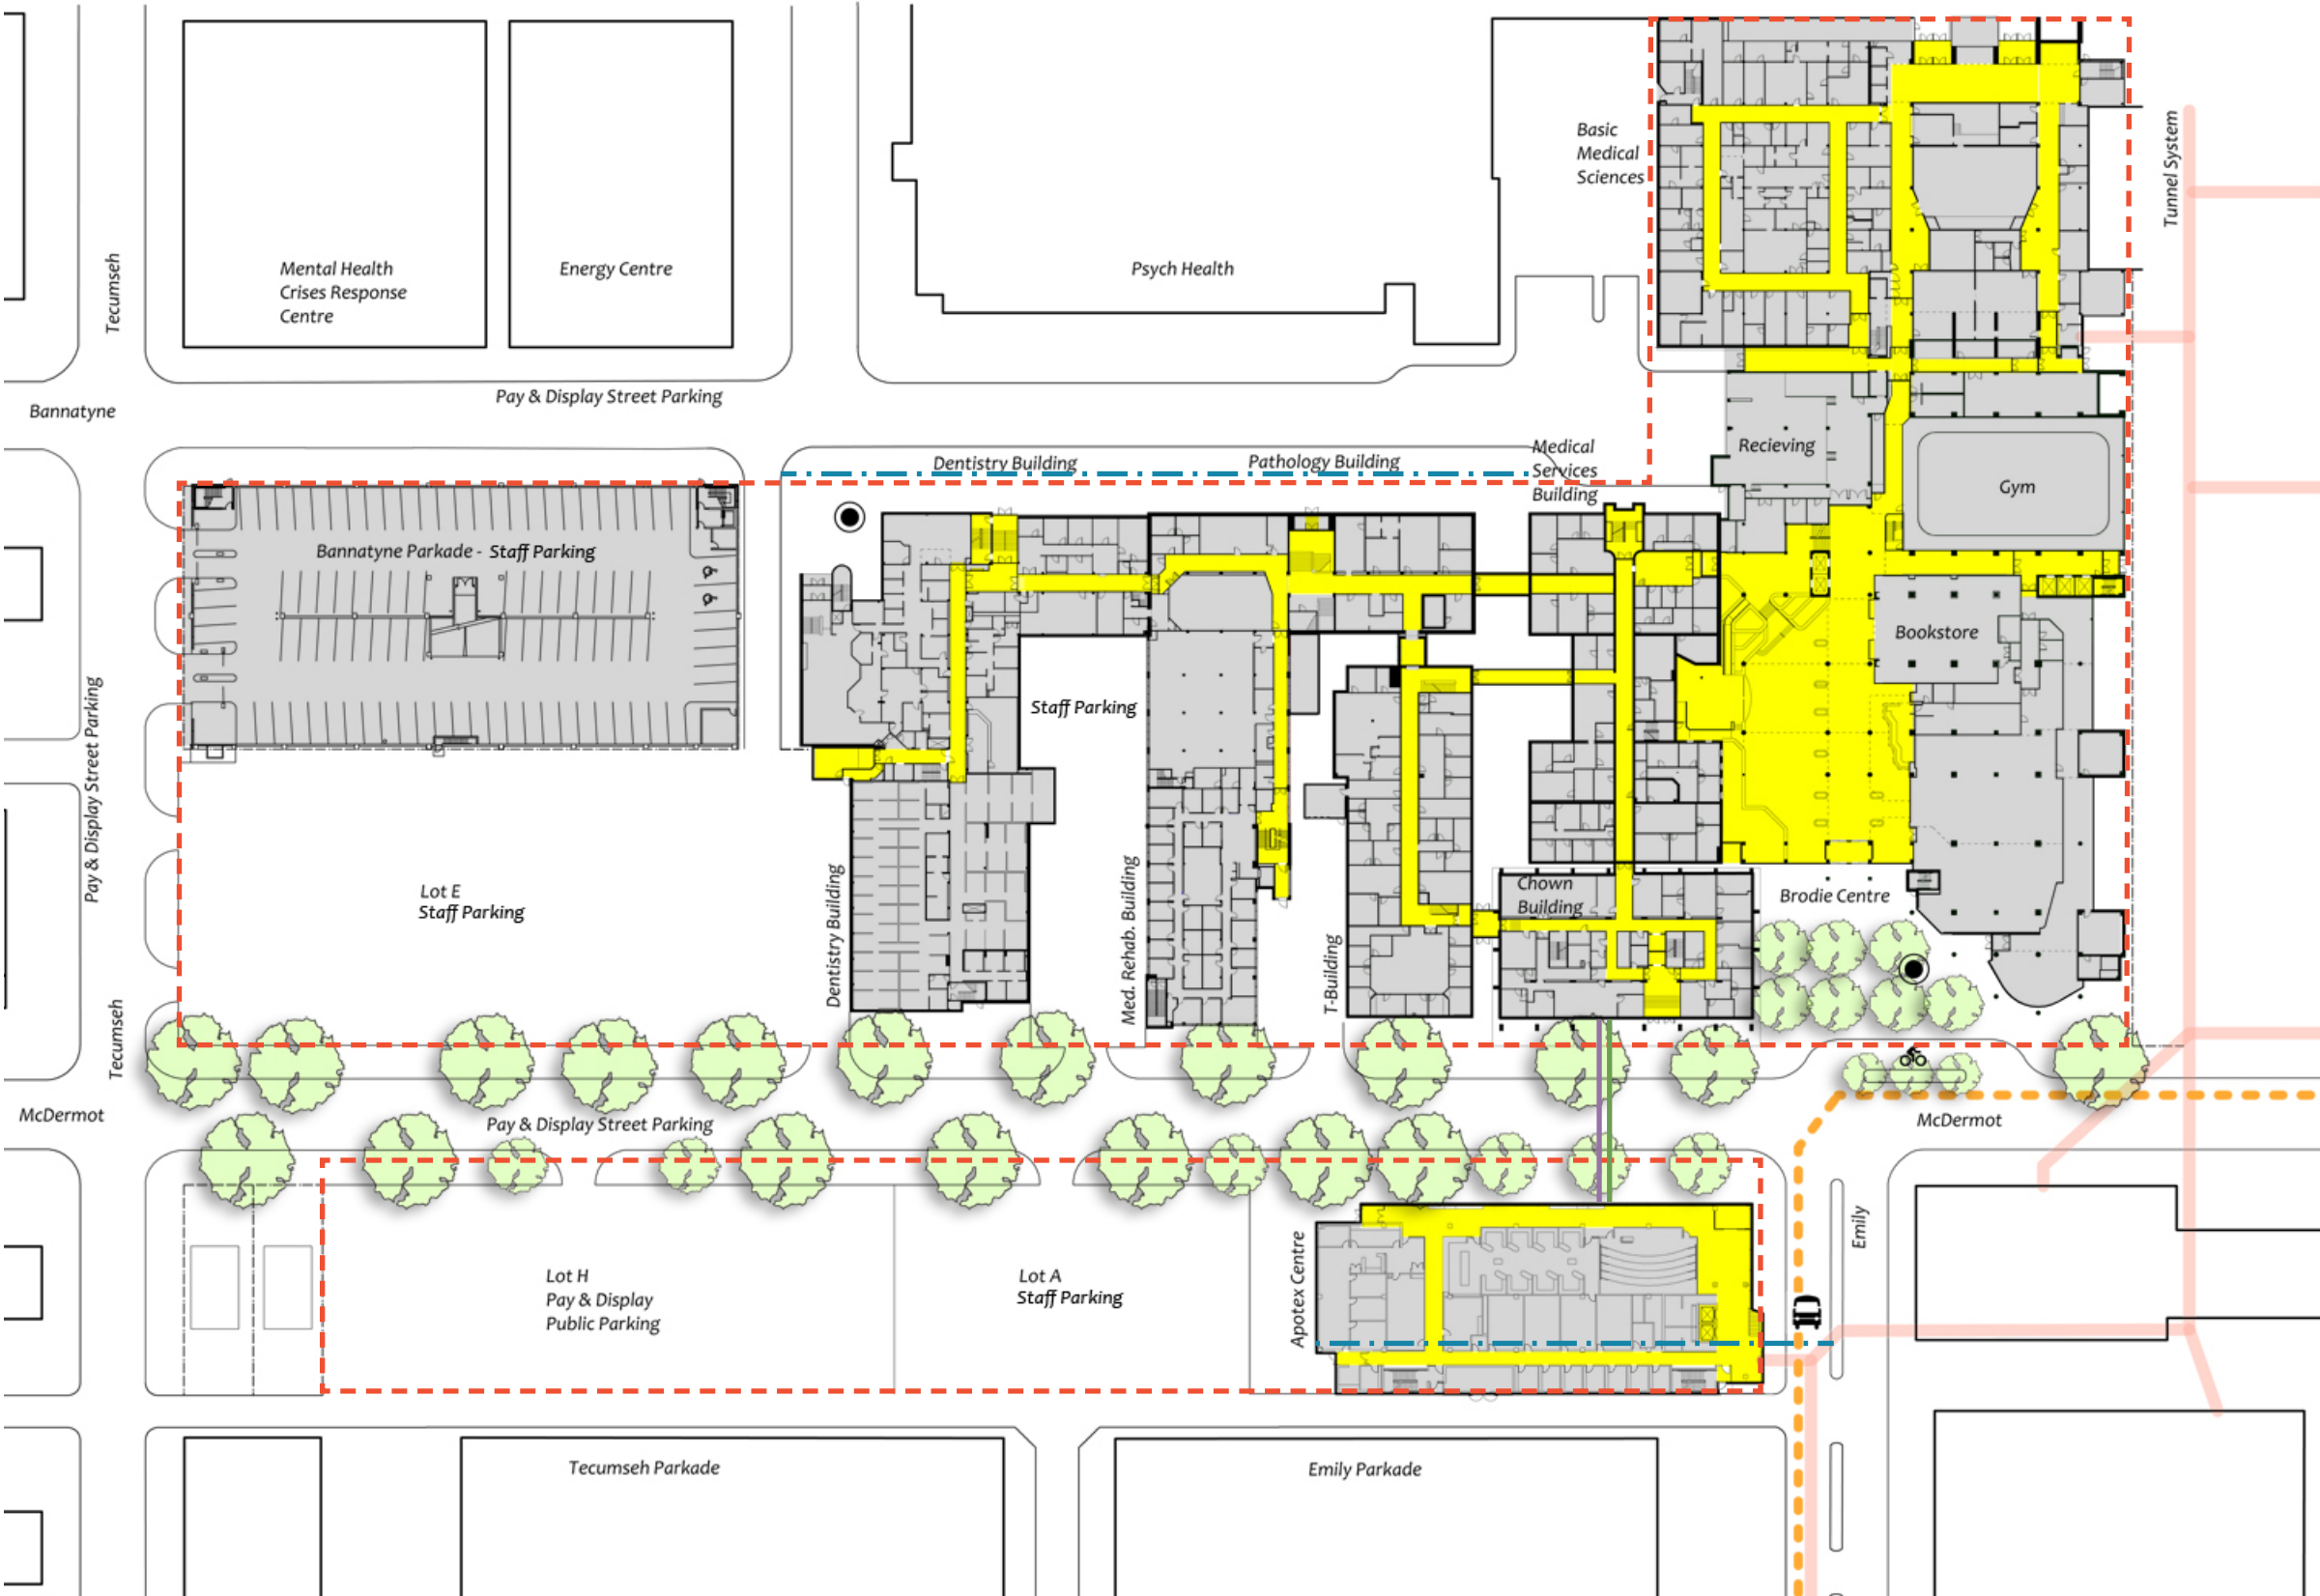 Basic
Medical
Sciences
Tunnel System
Tecumseh
Mental Health
Crises Response
Centre
Energy Centre
Psych Health
Pay & Display Street Parking
Bannatyne
Dentistry Building
Pathology Building
Medical
Services
Building
Recieving
Gym
Bannatyne Parkade - Staff Parking
Bookstore
Staff Parking
Pay & Display Street Parking
Lot E
Staff Parking
Dentistry Building
Med. Rehab. Building
T-Building
Chown
Building
Brodie Centre
Tecumseh
McDermot
Pay & Display Street Parking
McDermot
Emily
Lot H
Pay & Display
Public Parking
Lot A
Staff Parking
Apotex Centre
Tecumseh Parkade
Emily Parkade